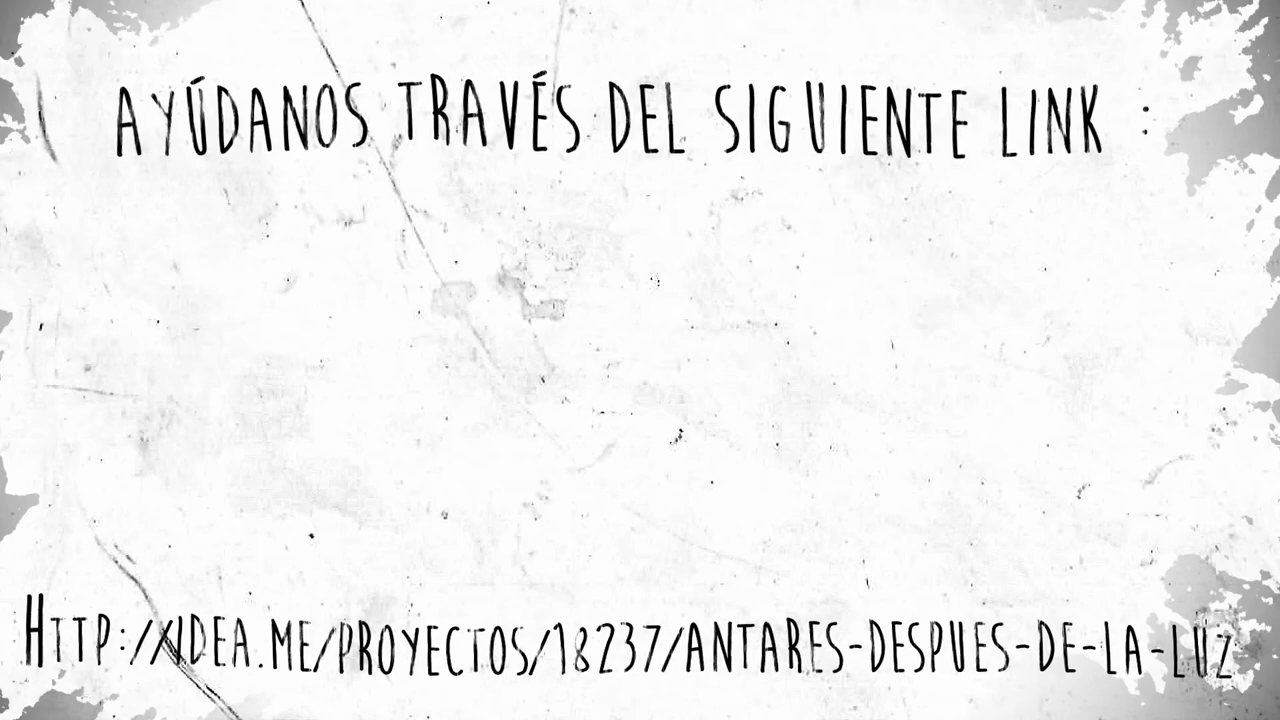 AYÚDANOS TRAVÉS DEL SIGUIENTE LINK :
HTTP://IDEA.ME/PROYECTOS/18237/ANTARES-DESPUES-DE-LA-LUZ